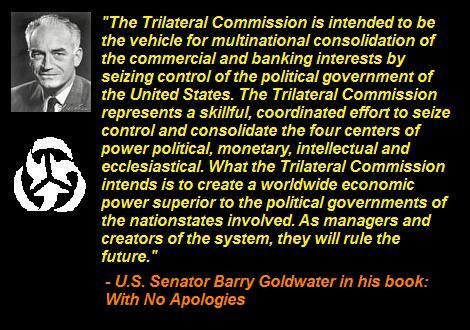 "The Trilateral Commission is intended to be
the vehicle for multinational consolidation of
the commercial and banking interests by
seizing control of the political government of
the United States. The Trilateral Commission
represents a skillful, coordinated effort to seize
control and consolidate the four centers of
power political, monetary, intellectual and
ecclesiastical. What the Trilateral Commission
intends is to create a worldwide economic
power superior to the political governments of
the nationstates involved. As managers and
creators of the system, they will rule the
future."
- U.S. Senator Barry Goldwater in his book:
With No Apologies